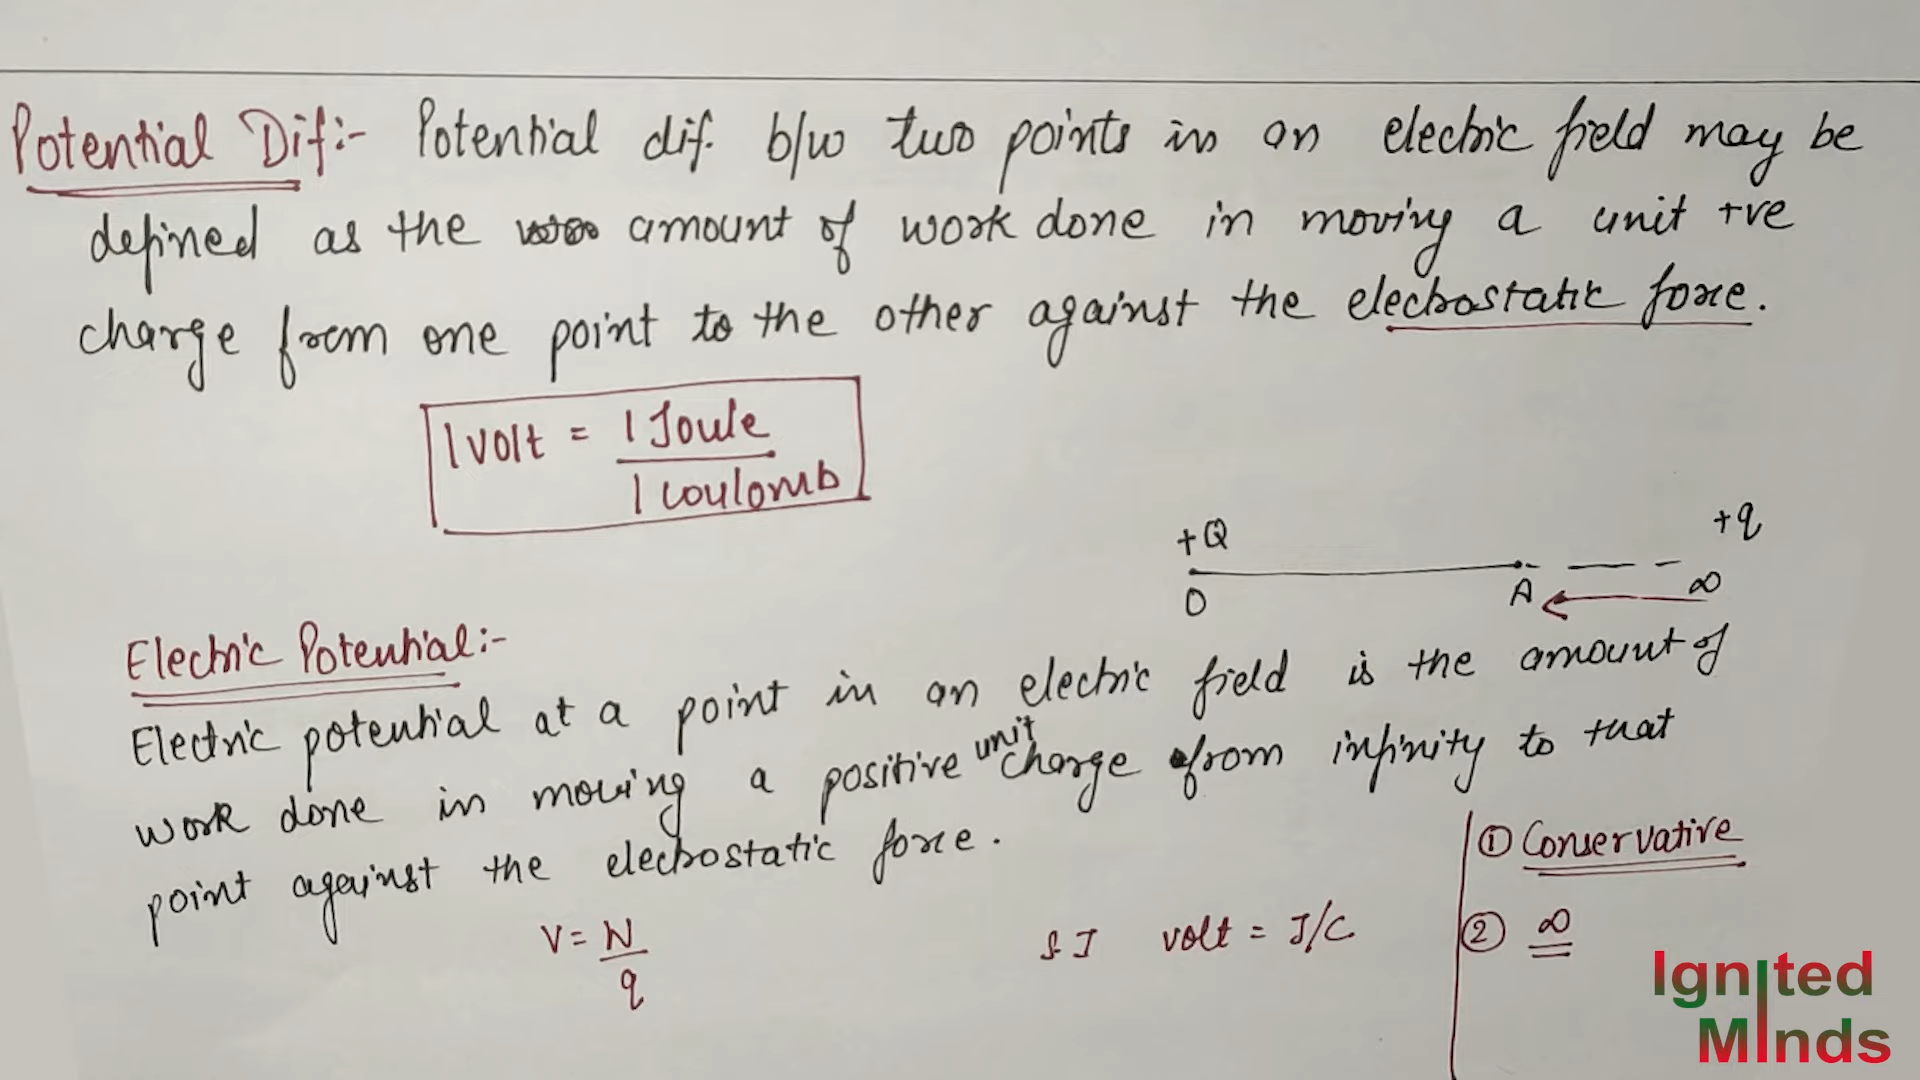 Potential Dif:- Potential dif. b/w two points in an electric field may be
defined as the amount of work done in moving a unit +ve
charge from one point to the other against the electrostatic force.
1 Volt = 1 Joule
1 Coulomb
+Q +q
O A ∞
Electric Potential:-
Electric potential at a point in an electric field is the amount of
work done in moving a positive unit charge from infinity to that
point against the electrostatic force.
① Conservative
V = W
q
SI volt = J/C
② ∞
Ignited
Minds